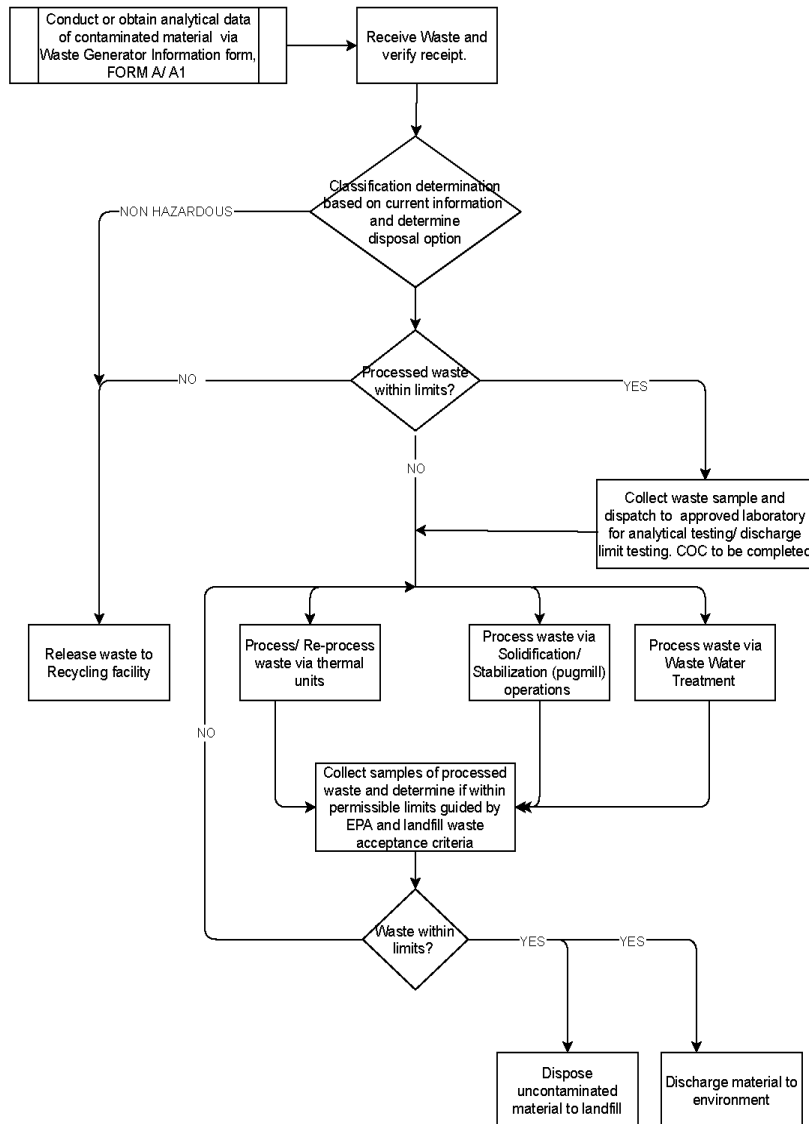 Conduct or obtain analytical data
of contaminated material via
Waste Generator Information form,
FORM A/ A1
Receive Waste and
verify receipt.
Classification determination
based on current information
and determine
disposal option
NON HAZARDOUS
Processed waste
within limits?
NO
YES
NO
Collect waste sample and
dispatch to approved laboratory
for analytical testing/ discharge
limit testing. COC to be completed
Release waste to
Recycling facility
Process/ Re-process
waste via thermal
units
Process waste via
Solidification/
Stabilization (pugmill)
operations
Process waste via
Waste Water
Treatment
NO
Collect samples of processed
waste and determine if within
permissible limits guided by
EPA and landfill waste
acceptance criteria
Waste within
limits?
YES
YES
Dispose
uncontaminated
material to landfill
Discharge material to
environment